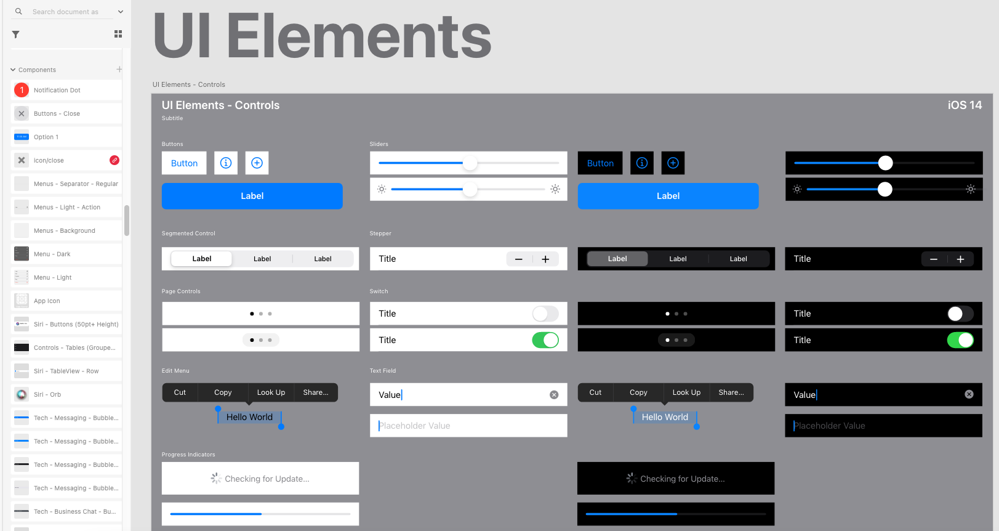 Search document as
Components
1
Notification Dot
Buttons - Close
Option 1
icon/close
Menus - Separator - Regular
Menus - Light - Action
Menus - Background
Menu - Dark
Menu - Light
App Icon
Siri - Buttons (50pt+ Height)
Controls - Tables (Groupe...
Siri - TableView - Row
Siri - Orb
Tech - Messaging - Bubble...
Tech - Messaging - Bubble...
Tech - Messaging - Bubble...
Tech - Messaging - Bubble...
Tech - Business Chat - Bu...
UI Elements
UI Elements - Controls
UI Elements - Controls
iOS 14
Subtitle
Buttons
Sliders
Button
Button
Label
Label
Segmented Control
Stepper
Label Label Label
Title
Label Label Label
Title
Page Controls
Switch
Title
Title
Title
Title
Edit Menu
Text Field
Cut Copy Look Up Share...
Value
Cut Copy Look Up Share...
Value
Hello World
Placeholder Value
Hello World
Placeholder Value
Progress Indicators
Checking for Update...
Checking for Update...